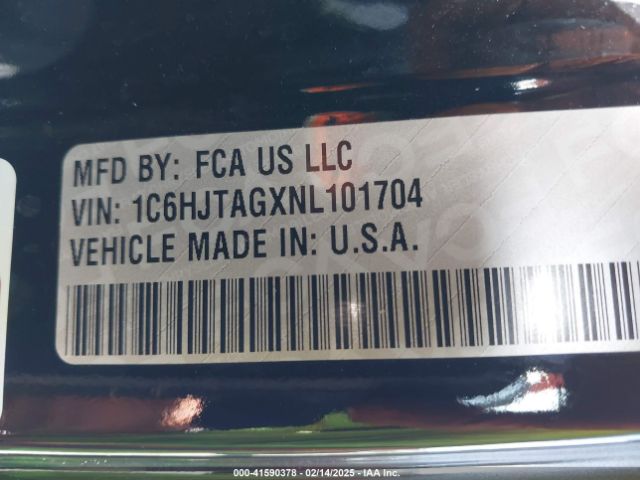 MFD BY: FCA US LLC
VIN: 1C6HJTAGXNL101704
VEHICLE MADE IN: U.S.A.
000-41590378 - 02/14/2025 - IAA Inc.